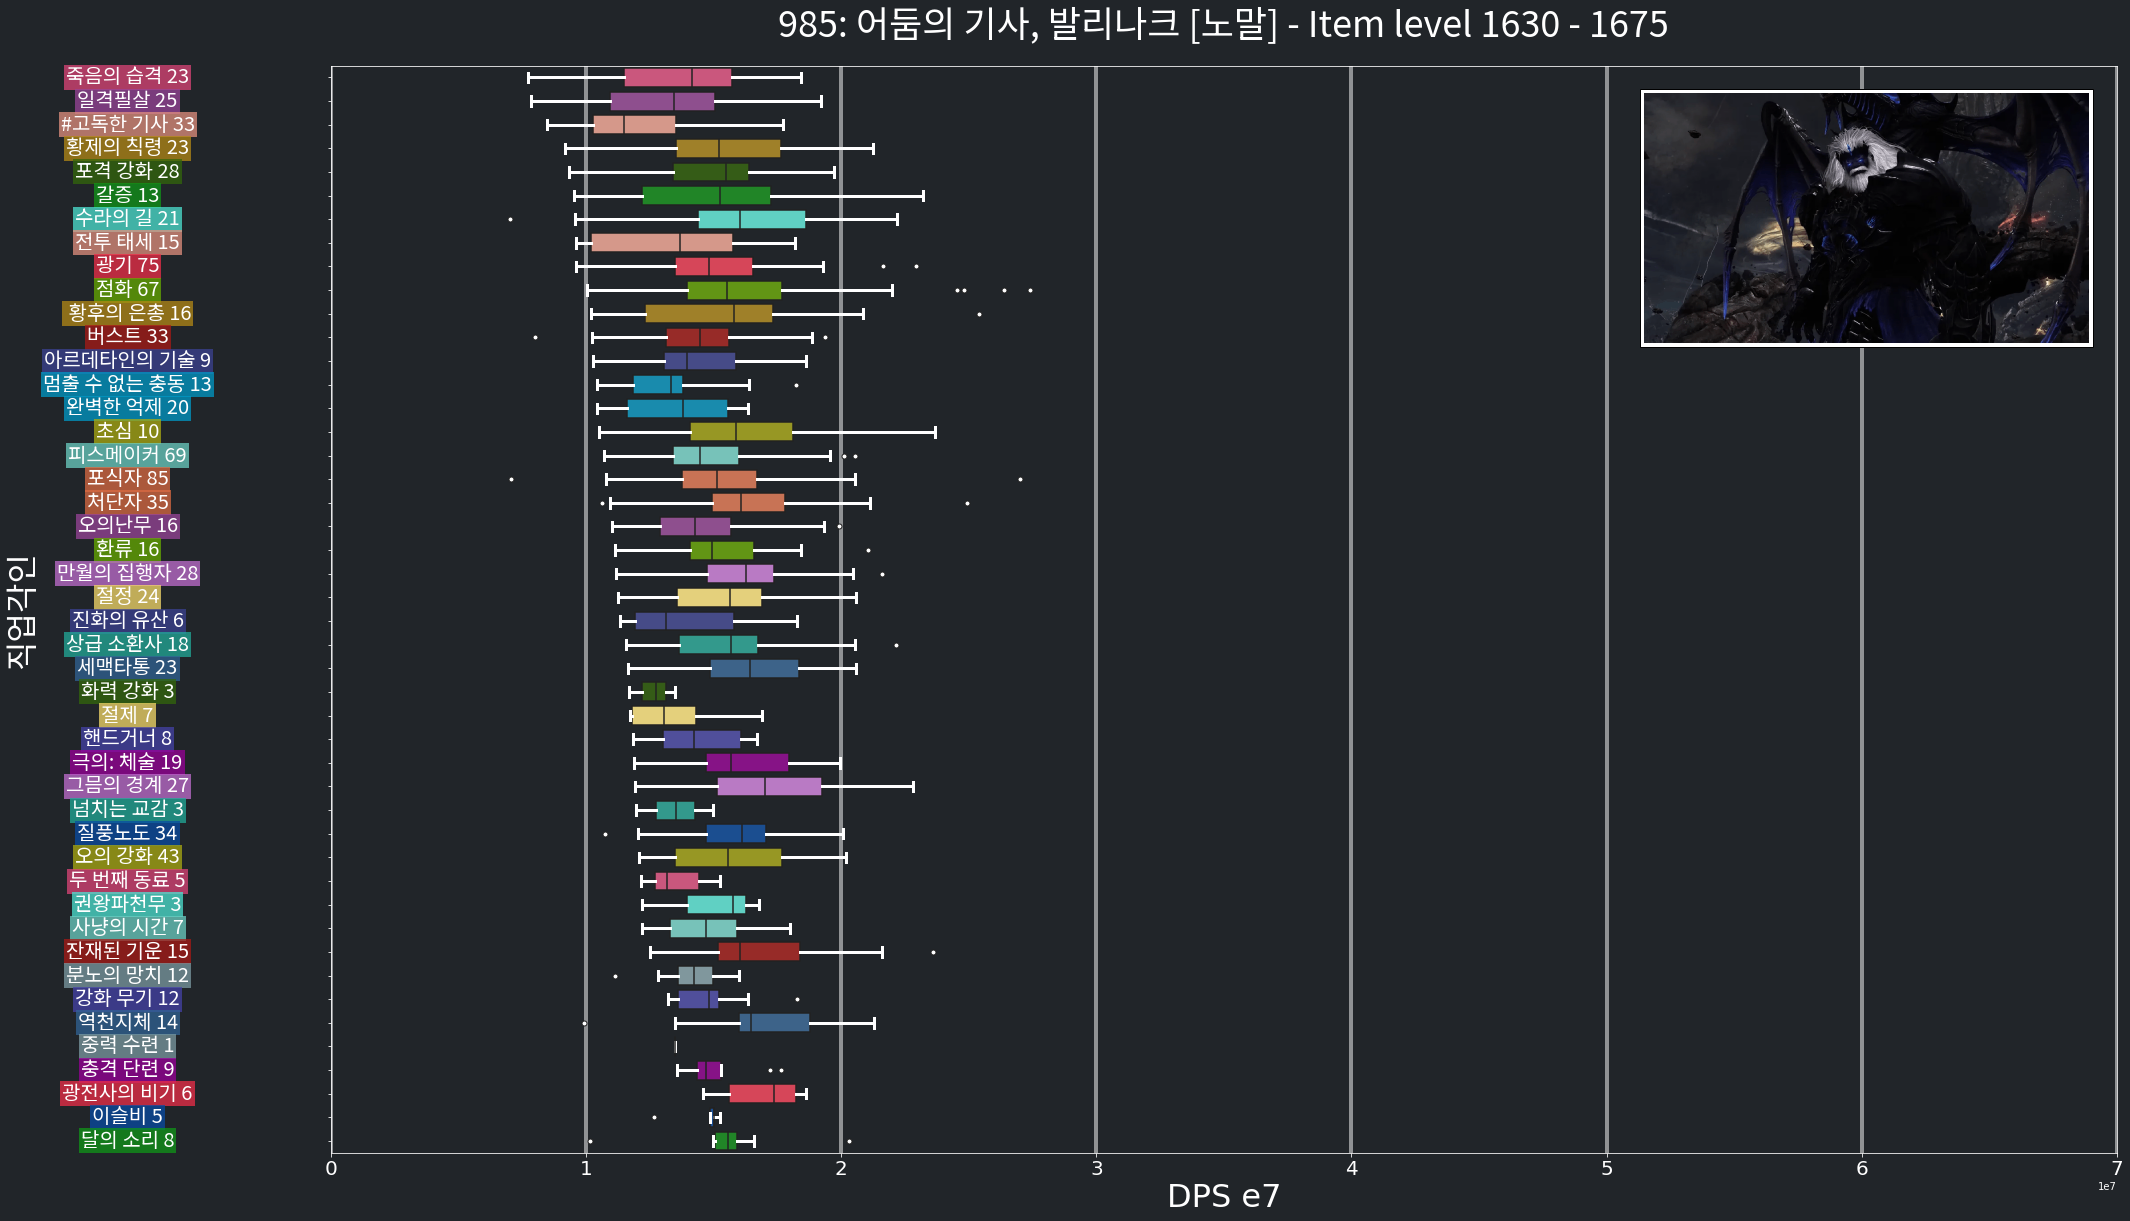 985: 어둠의 기사, 발리나크 [노말] - Item level 1630 - 1675
죽음의 습격 23
일격필살 25
#고독한 기사 33
황제의 칙령 23
포격 강화 28
갈증 13
수라의 길 21
전투 태세 15
광기 75
점화 67
황후의 은총 16
버스트 33
아르데타인의 기술 9
멈출 수 없는 충동 13
완벽한 억제 20
초심 10
피스메이커 69
포식자 85
처단자 35
오의난무 16
환류 16
만월의 집행자 28
절정 24
진화의 유산 6
상급 소환사 18
세맥타통 23
화력 강화 3
절제 7
핸드거너 8
극의: 체술 19
그믐의 경계 27
넘치는 교감 3
질풍노도 34
오의 강화 43
두 번째 동료 5
권왕파천무 3
사냥의 시간 7
잔재된 기운 15
분노의 망치 12
강화 무기 12
역천지체 14
중력 수련 1
충격 단련 9
광전사의 비기 6
이슬비 5
달의 소리 8
직업각인
0 1 2 3 4 5 6 7
1e7
DPS e7